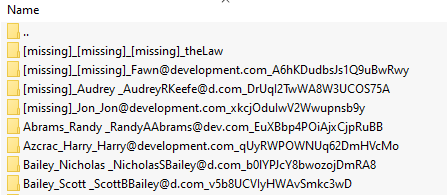 Name
..
[missing]_[missing]_[missing]_theLaw
[missing]_[missing]_Fawn@development.com_A6hKDudbsJs1Q9uBwRwy
[missing]_Audrey _AudreyRKeefe@d.com_DrUqI2TwWA8W3UCOS75A
[missing]_Jon_Jon@development.com_xkcjOdulwV2Wwupnsb9y
Abrams_Randy _RandyAAbrams@dev.com_EuXBbp4POiAjxCjpRuBB
Azcrac_Harry_Harry@development.com_qUyRWPOWNUq62DmHVcMo
Bailey_Nicholas _NicholasSBailey@d.com_b0IYPJcY8bwozojDmRA8
Bailey_Scott _ScottBBailey@d.com_v5b8UCVlyHWAvSmkc3wD